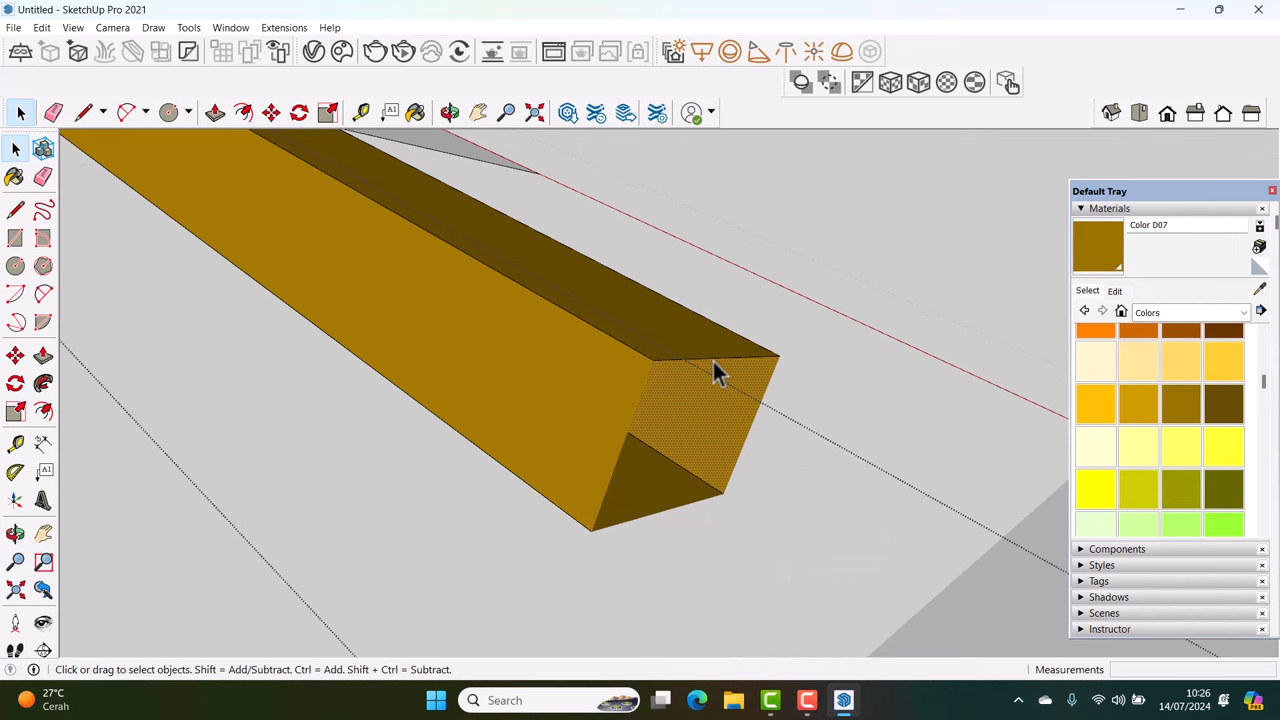 Untitled - SketchUp Pro 2021
File Edit View Camera Draw Tools Window Extensions Help
A1
Default Tray
Materials
Color D07
Select Edit
Colors
A1
Components
Styles
Tags
Shadows
Scenes
Instructor
Click or drag to select objects. Shift = Add/Subtract. Ctrl = Add. Shift + Ctrl = Subtract.
Measurements
27°C
Cerah
Search
10:26
14/07/2024